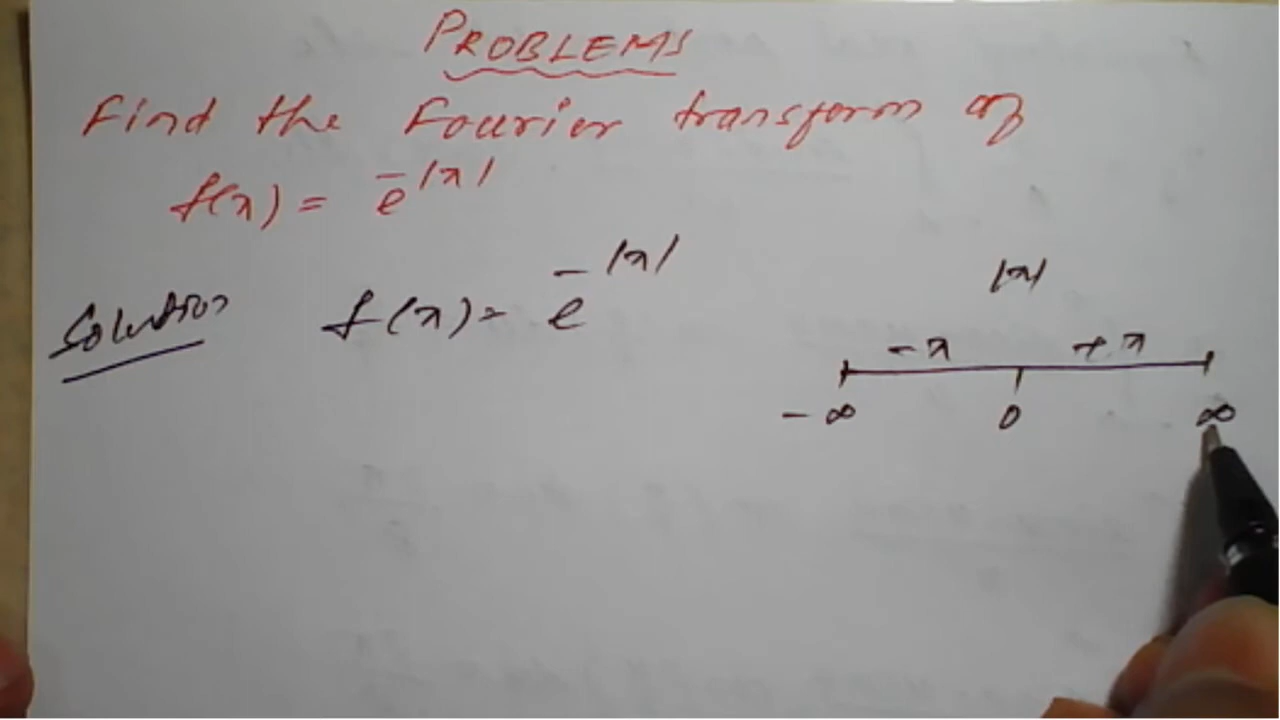 PROBLEMS
Find the Fourier transform of
f(x) = e^-|x|
Solution f(x) = e^-|x|
|x|
-x +x
-∞ 0 ∞